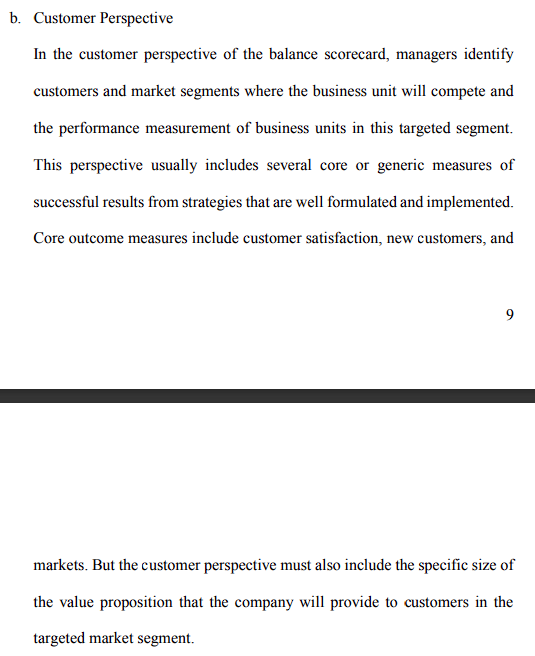 b. Customer Perspective
In the customer perspective of the balance scorecard, managers identify
customers and market segments where the business unit will compete and
the performance measurement of business units in this targeted segment.
This perspective usually includes several core or generic measures of
successful results from strategies that are well formulated and implemented.
Core outcome measures include customer satisfaction, new customers, and
9
markets. But the customer perspective must also include the specific size of
the value proposition that the company will provide to customers in the
targeted market segment.